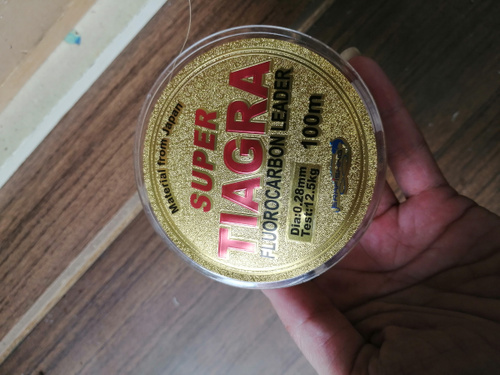 Material from Japan
SUPER
TIAGRA
FLUOROCARBON LEADER
100m
Dia:0.28mm
Test:12.5kg